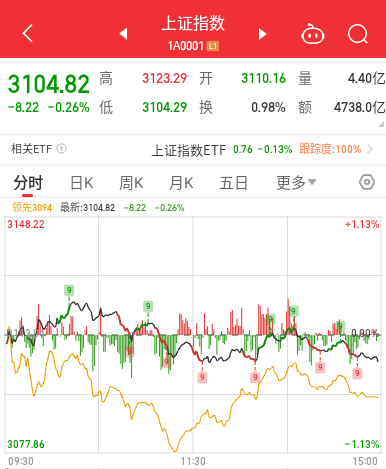 上证指数
1A0001 L1
3104.82 高 3123.29 开 3110.16 量 4.40亿
-8.22 -0.26% 低 3104.29 换 0.98% 额 4738.0亿
相关ETF ? 上证指数ETF 0.76 -0.13% 跟踪度:100%
分时 日K 周K 月K 五日 更多
领先3094 最新:3104.82 -8.22 -0.26%
3148.22 +1.13%
9
9
9
9
9
0.00%
9
9
9
9
9
9
3077.86 -1.13%
09:30 11:30 15:00